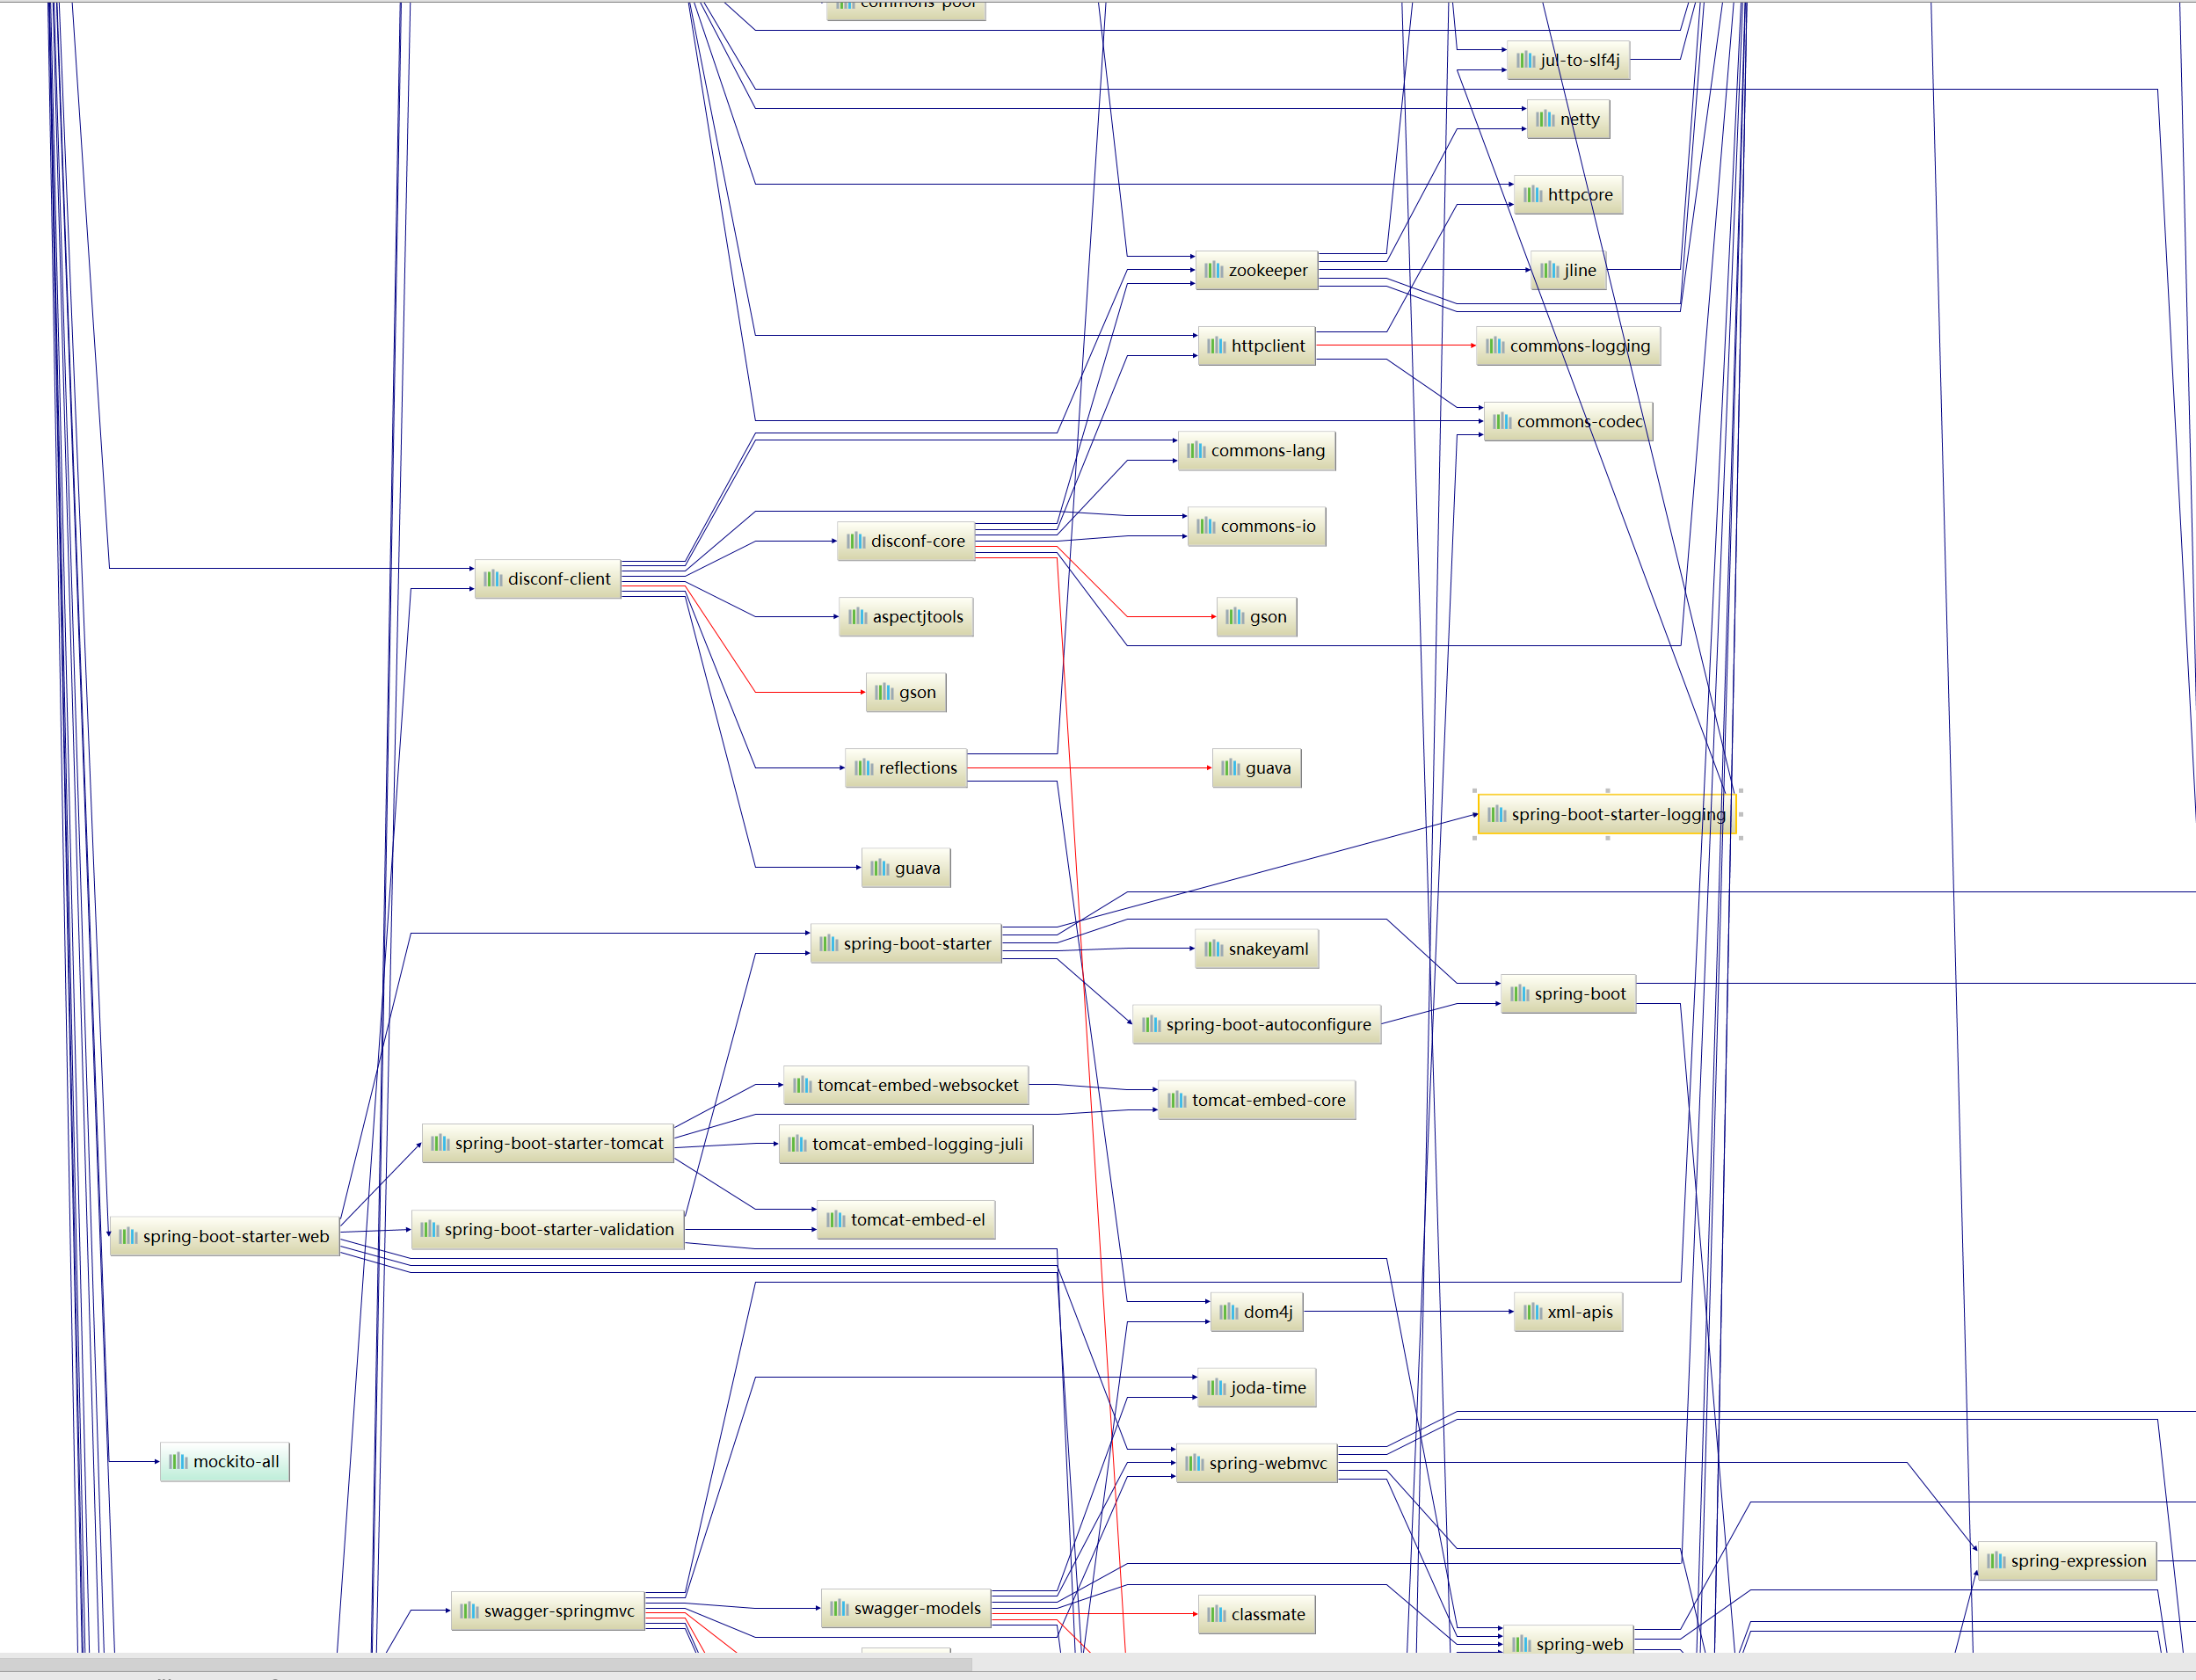 commons-pool
jul-to-slf4j
netty
httpcore
zookeeper
jline
httpclient
commons-logging
commons-codec
commons-lang
commons-io
disconf-core
disconf-client
aspectjtools
gson
gson
reflections
guava
spring-boot-starter-logging
guava
spring-boot-starter
snakeyaml
spring-boot
spring-boot-autoconfigure
tomcat-embed-websocket
tomcat-embed-core
spring-boot-starter-tomcat
tomcat-embed-logging-juli
tomcat-embed-el
spring-boot-starter-validation
spring-boot-starter-web
dom4j
xml-apis
joda-time
mockito-all
spring-webmvc
spring-expression
swagger-springmvc
swagger-models
classmate
spring-web